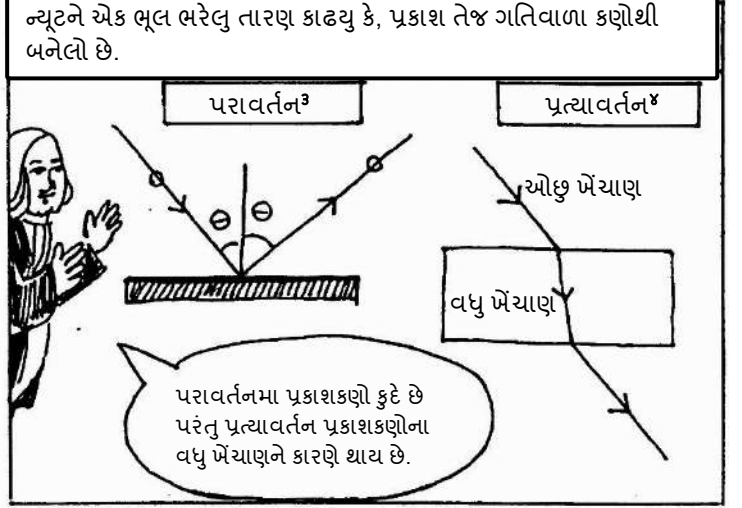 ન્યૂટને એક ભૂલ ભરેલુ તારણ કાઢયુ કે, પ્રકાશ તેજ ગતિવાળા કણોથી
બનેલો છે.
પરાવર્તન³
પ્રત્યાવર્તન૪
ઓછુ ખેંચાણ
વધુ ખેંચાણ
પરાવર્તનમા પ્રકાશકણો કુદે છે
પરંતુ પ્રત્યાવર્તન પ્રકાશકણોના
વધુ ખેંચાણને કારણે થાય છે.